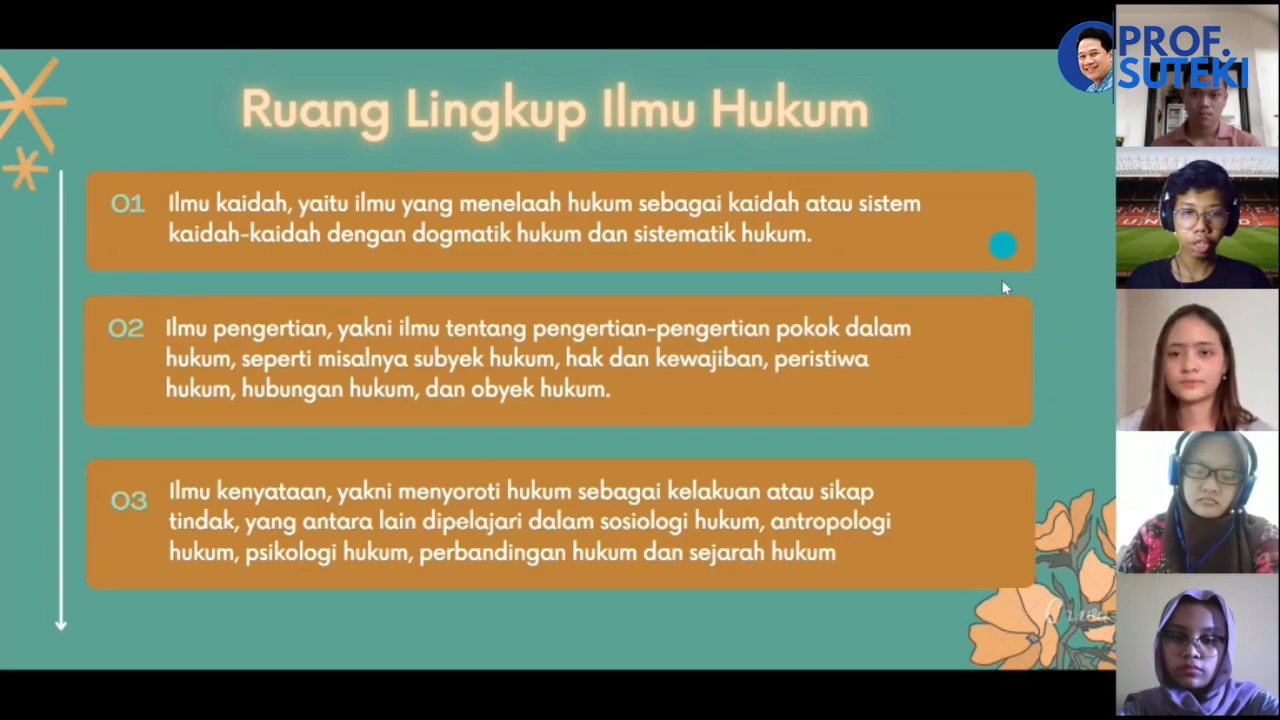 PROF.
SUTEKI
Ruang Lingkup Ilmu Hukum
01
Ilmu kaidah, yaitu ilmu yang menelaah hukum sebagai kaidah atau sistem
kaidah-kaidah dengan dogmatik hukum dan sistematik hukum.
02
Ilmu pengertian, yakni ilmu tentang pengertian-pengertian pokok dalam
hukum, seperti misalnya subyek hukum, hak dan kewajiban, peristiwa
hukum, hubungan hukum, dan obyek hukum.
03
Ilmu kenyataan, yakni menyoroti hukum sebagai kelakuan atau sikap
tindak, yang antara lain dipelajari dalam sosiologi hukum, antropologi
hukum, psikologi hukum, perbandingan hukum dan sejarah hukum